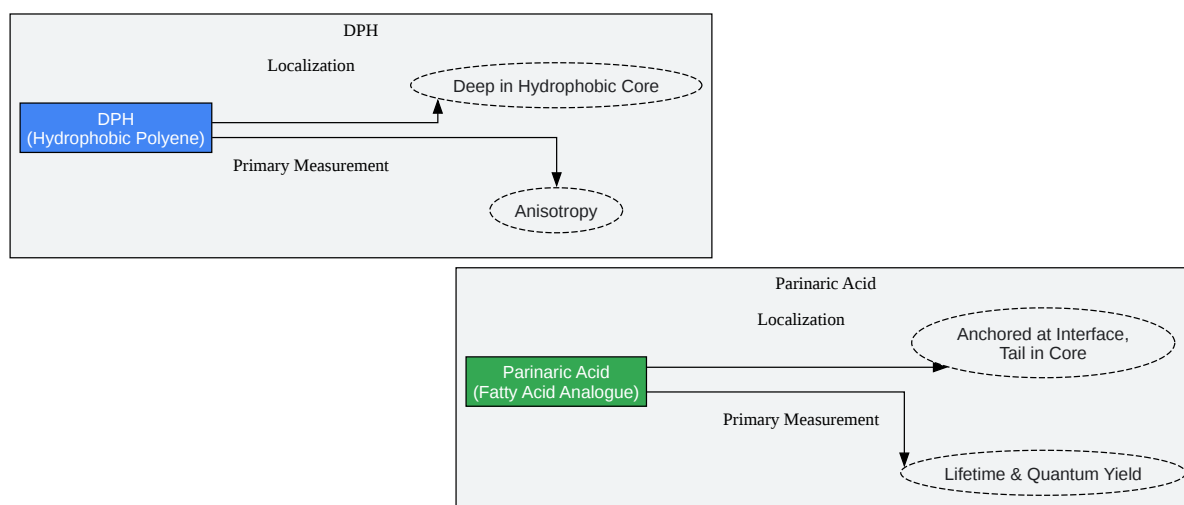 DPH
Localization
Deep in Hydrophobic Core
DPH
(Hydrophobic Polyene)
Primary Measurement
Anisotropy
Parinaric Acid
Localization
Anchored at Interface,
Tail in Core
Parinaric Acid
(Fatty Acid Analogue)
Primary Measurement
Lifetime & Quantum Yield